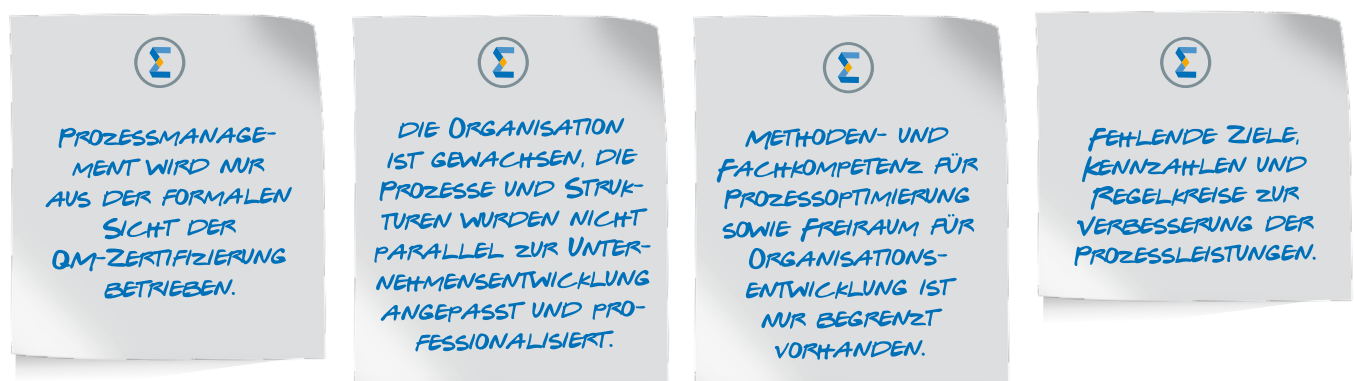 Prozessmanage-
ment wird nur
aus der formalen
Sicht der
QM-Zertifizierung
betrieben.
die Organisation
ist gewachsen, die
Prozesse und Struk-
turen wurden nicht
parallel zur Unter-
nehmensentwicklung
angepasst und pro-
fessionalisiert.
Methoden- und
Fachkompetenz für
Prozessoptimierung
sowie Freiraum für
Organisations-
entwicklung ist
nur begrenzt
vorhanden.
Fehlende Ziele,
Kennzahlen und
Regelkreise zur
Verbesserung der
Prozessleistungen.